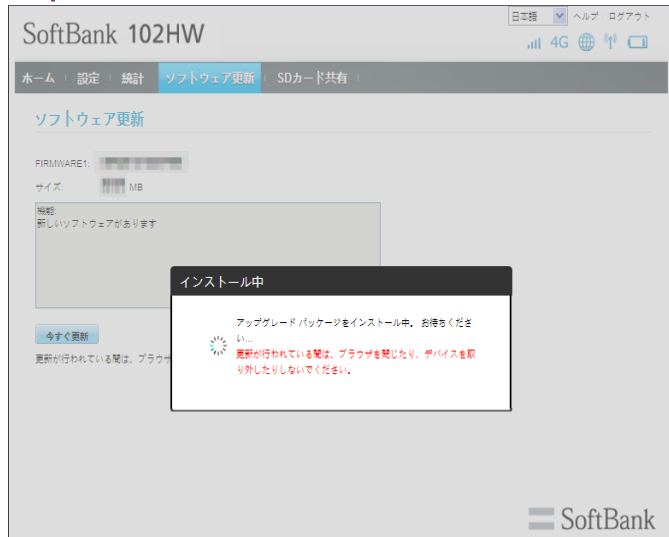 日本語 ヘルプ ログアウト
SoftBank 102HW
4G
ホーム 設定 統計 ソフトウェア更新 SDカード共有
ソフトウェア更新
FIRMWARE1:
サイズ: MB
機能:
新しいソフトウェアがあります
インストール中
アップグレード パッケージをインストール中。 お待ちくださ
い...
更新が行われている間は、ブラウザを閉じたり、デバイスを取
り外したりしないでください。
今すぐ更新
更新が行われている間は、ブラウザ
SoftBank